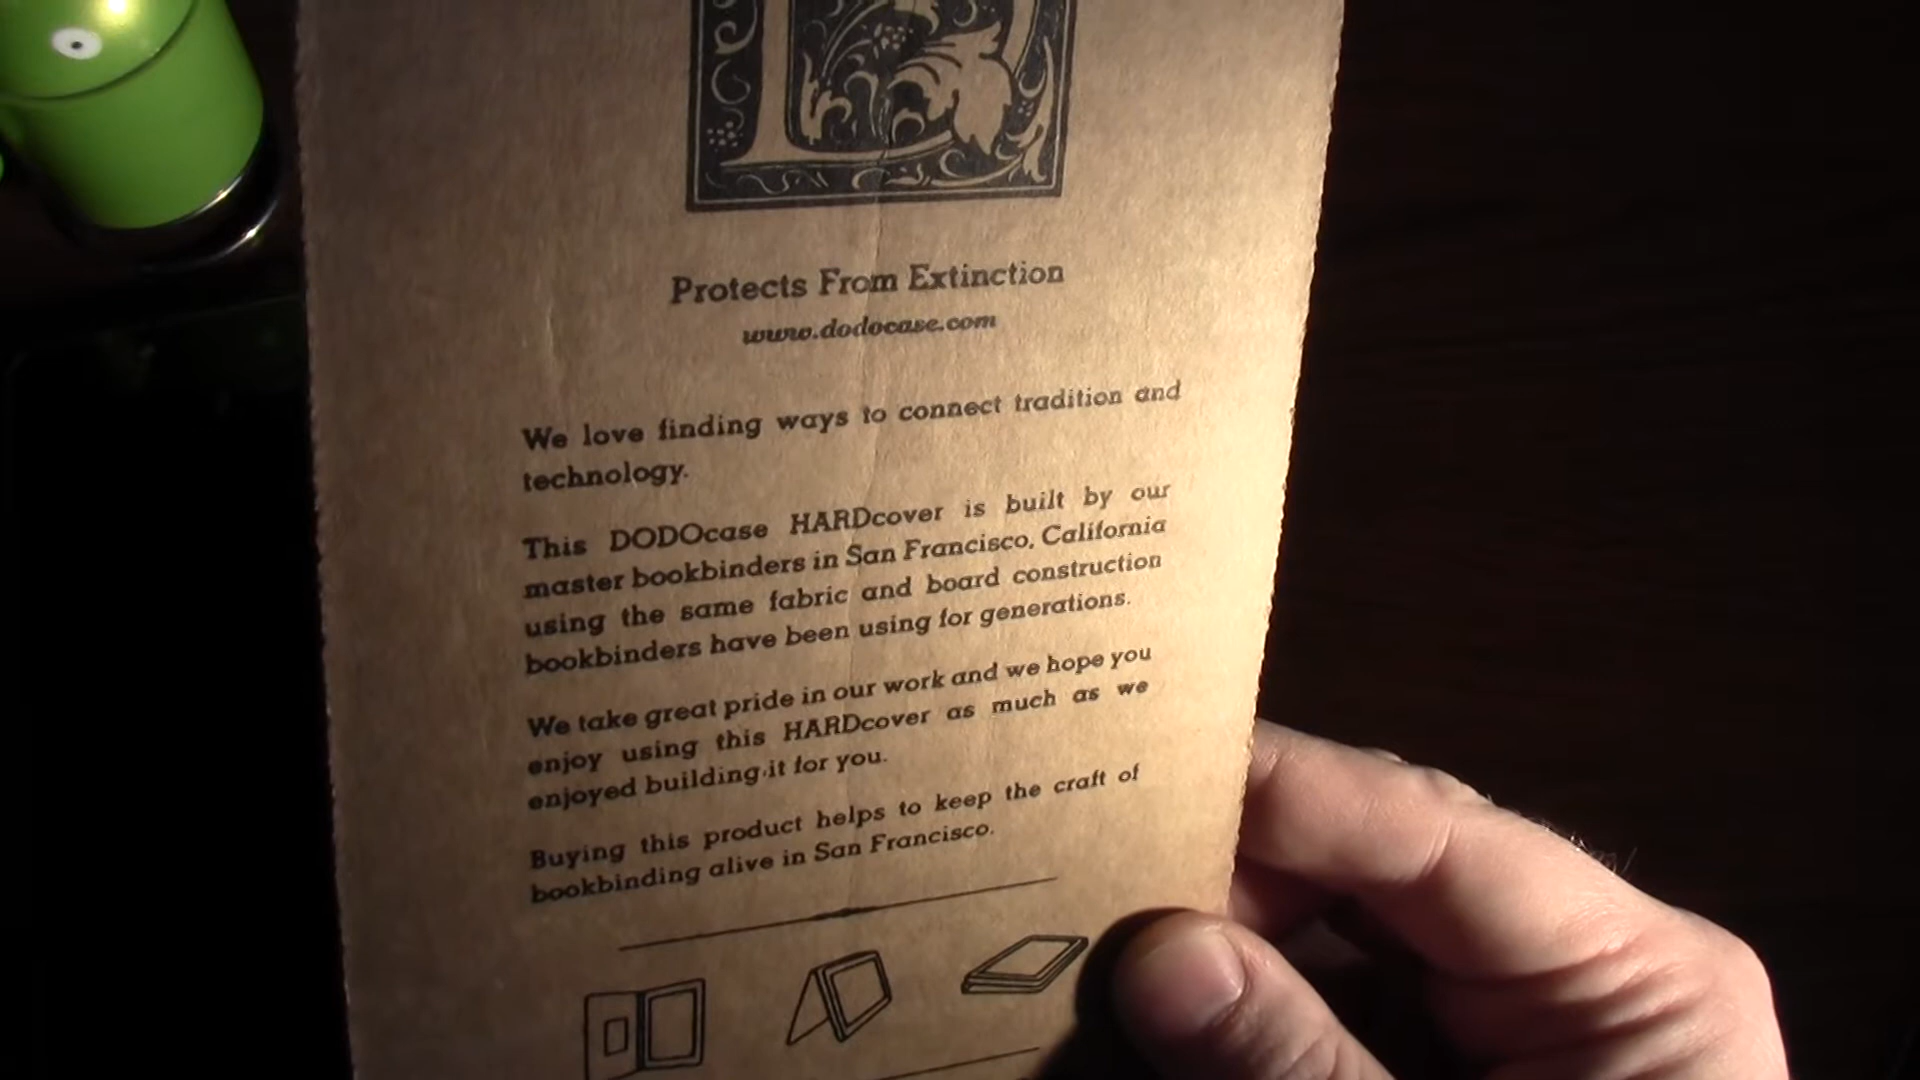 D
Protects From Extinction
www.dodocase.com
We love finding ways to connect tradition and
technology.
This DODOcase HARDcover is built by our
master bookbinders in San Francisco, California
using the same fabric and board construction
bookbinders have been using for generations.
We take great pride in our work and we hope you
enjoy using this HARDcover as much as we
enjoyed building it for you.
Buying this product helps to keep the craft of
bookbinding alive in San Francisco.